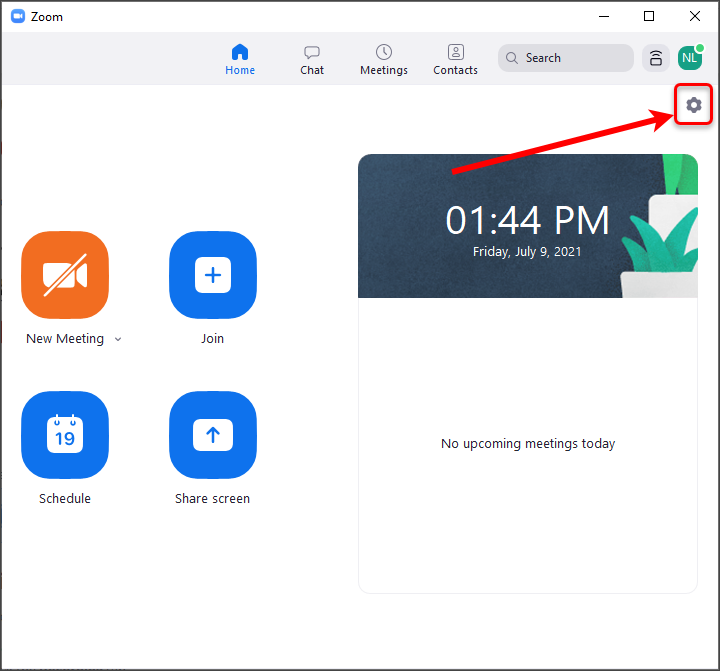 Zoom
Home
Chat
Meetings
Contacts
Search
NL
01:44 PM
Friday, July 9, 2021
New Meeting
Join
19
Schedule
Share screen
No upcoming meetings today